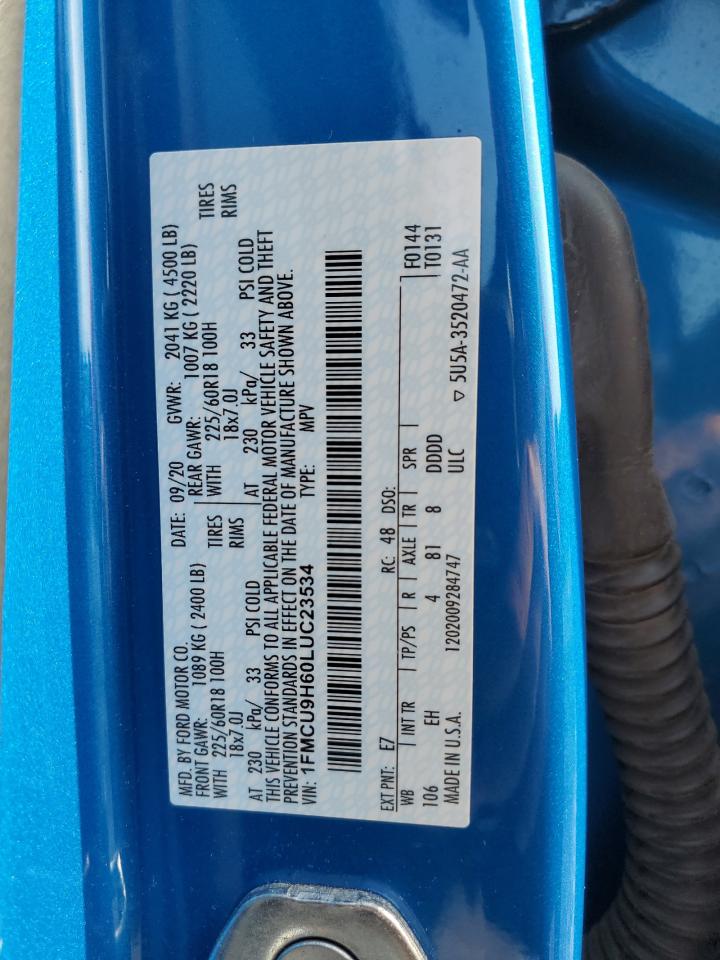 MFD. BY FORD MOTOR CO.
DATE: 09/20 GVWR: 2041 KG ( 4500 LB)
FRONT GAWR: 1089 KG ( 2400 LB) REAR GAWR: 1007 KG ( 2220 LB)
WITH 225/60R18 100H TIRES WITH 225/60R18 100H TIRES
18x7.0J RIMS 18x7.0J RIMS
AT 230 kPa/ 33 PSI COLD AT 230 kPa/ 33 PSI COLD
THIS VEHICLE CONFORMS TO ALL APPLICABLE FEDERAL MOTOR VEHICLE SAFETY AND THEFT
PREVENTION STANDARDS IN EFFECT ON THE DATE OF MANUFACTURE SHOWN ABOVE.
VIN: 1FMCU9H60LUC23534 TYPE: MPV
EXT PNT: E7 RC: 48 DSO: F0144
WB INT TR TP/PS R AXLE TR SPR T0131
106 EH 4 81 8 DDDD
MADE IN U.S.A. 1202009284747 ULC ▽ 5U5A-3520472-AA